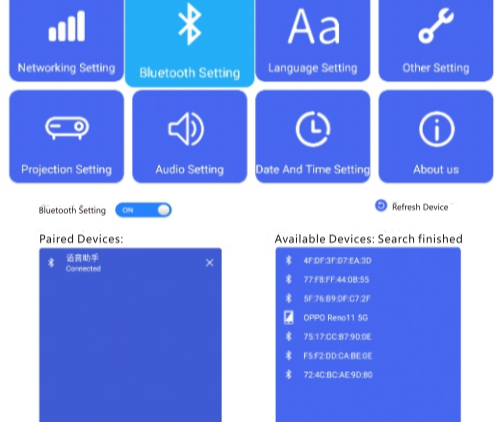 Networking Setting
Bluetooth Setting
Aa
Language Setting
Other Setting
Projection Setting
Audio Setting
Date And Time Setting
About us
Bluetooth Setting ON
Refresh Device
Paired Devices:
语音助手
Connected
Available Devices: Search finished
4F:DF:3F:D7:EA:3D
77:F8:FF:44:0B:55
5F:76:B9:DF:C7:2F
OPPO Reno11 5G
75:17:CC:B7:90:0E
F5:F2:DD:CA:BE:0E
72:4C:BC:AE:9D:80